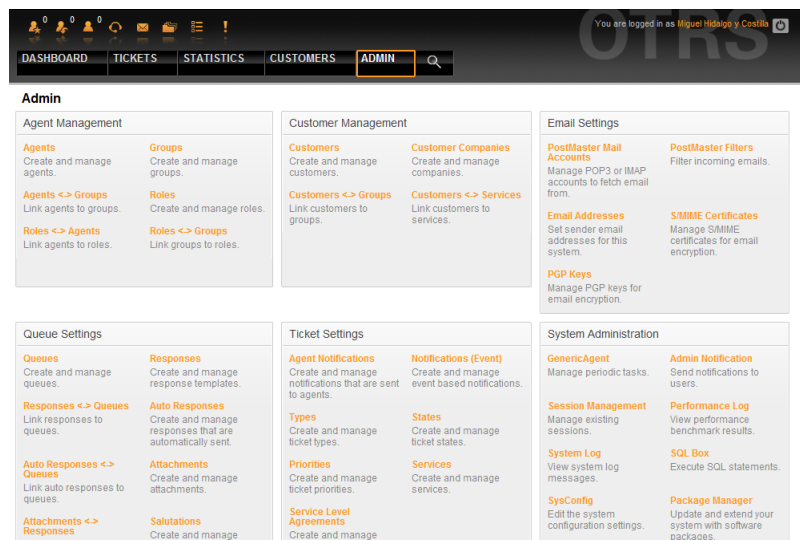 0 0 0
You are logged in as Miguel Hidalgo y Costilla
OTRS
DASHBOARD TICKETS STATISTICS CUSTOMERS ADMIN
Admin
Agent Management
Agents
Create and manage
agents.
Groups
Create and manage
groups.
Agents <-> Groups
Link agents to groups.
Roles
Create and manage roles.
Roles <-> Agents
Link agents to roles.
Roles <-> Groups
Link groups to roles.
Customer Management
Customers
Create and manage
customers.
Customer Companies
Create and manage
companies.
Customers <-> Groups
Link customers to
groups.
Customers <-> Services
Link customers to
services.
Email Settings
PostMaster Mail
Accounts
Manage POP3 or IMAP
accounts to fetch email
from.
PostMaster Filters
Filter incoming emails.
Email Addresses
Set sender email
addresses for this
system.
S/MIME Certificates
Manage S/MIME
certificates for email
encryption.
PGP Keys
Manage PGP keys for
email encryption.
Queue Settings
Queues
Create and manage
queues.
Responses
Create and manage
response templates.
Responses <-> Queues
Link responses to
queues.
Auto Responses
Create and manage
responses that are
automatically sent.
Auto Responses <->
Queues
Link auto responses to
queues.
Attachments
Create and manage
attachments.
Attachments <->
Responses
Salutations
Create and manage
Ticket Settings
Agent Notifications
Create and manage
notifications that are sent
to agents.
Notifications (Event)
Create and manage
event based notifications.
Types
Create and manage
ticket types.
States
Create and manage
ticket states.
Priorities
Create and manage
ticket priorities.
Services
Create and manage
services.
Service Level
Agreements
Create and manage
System Administration
GenericAgent
Manage periodic tasks.
Admin Notification
Send notifications to
users.
Session Management
Manage existing
sessions.
Performance Log
View performance
benchmark results.
System Log
View system log
messages.
SQL Box
Execute SQL statements.
SysConfig
Edit the system
configuration settings.
Package Manager
Update and extend your
system with software
packages.